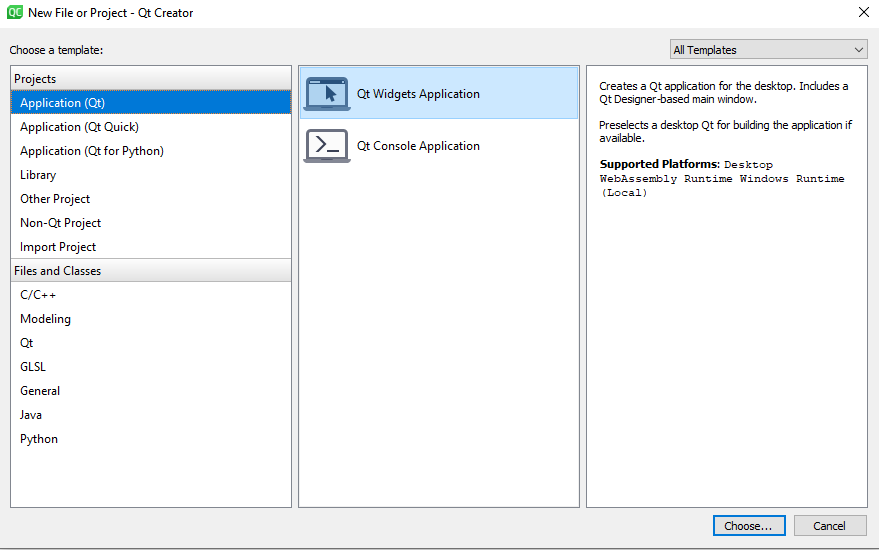 QC New File or Project - Qt Creator
Choose a template:
All Templates
Projects
Application (Qt)
Application (Qt Quick)
Application (Qt for Python)
Library
Other Project
Non-Qt Project
Import Project
Files and Classes
C/C++
Modeling
Qt
GLSL
General
Java
Python
Qt Widgets Application
Qt Console Application
Creates a Qt application for the desktop. Includes a
Qt Designer-based main window.
Preselects a desktop Qt for building the application if
available.
Supported Platforms: Desktop
WebAssembly Runtime Windows Runtime
(Local)
Choose...
Cancel